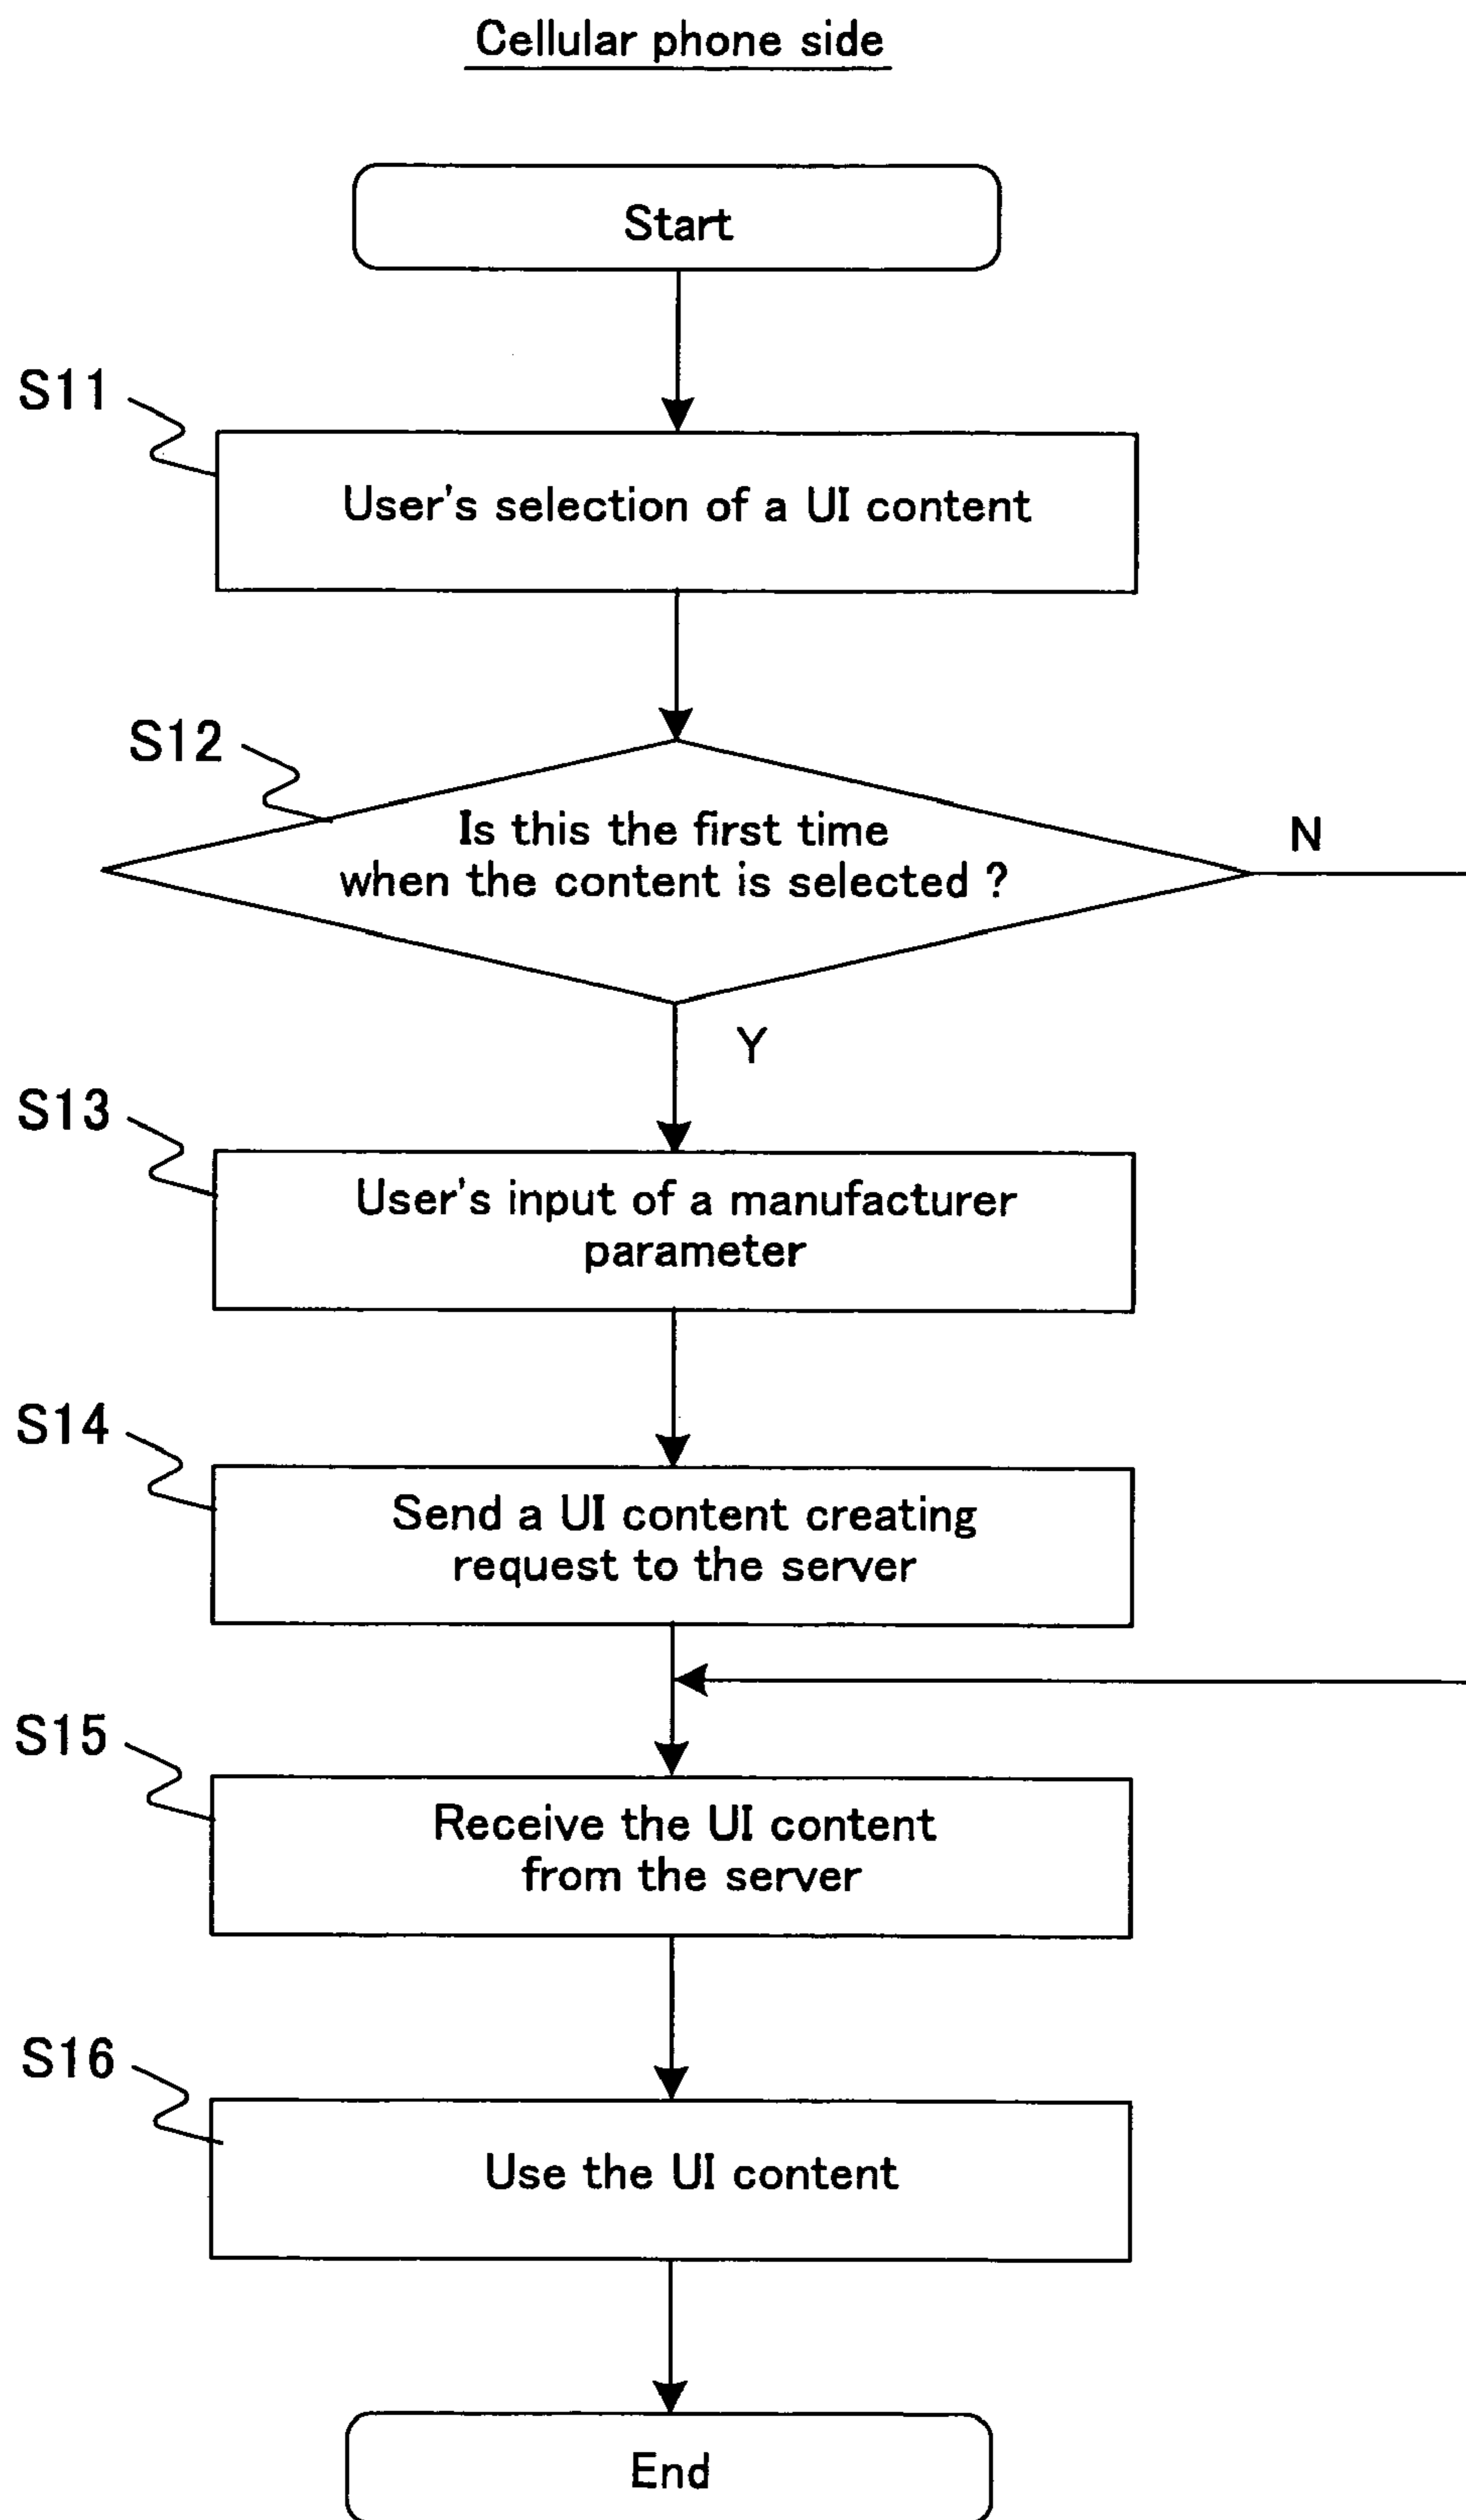 Cellular phone side
Start
S11
User's selection of a UI content
S12
Is this the first time
when the content is selected ?
N
Y
S13
User's input of a manufacturer
parameter
S14
Send a UI content creating
request to the server
S15
Receive the UI content
from the server
S16
Use the UI content
End